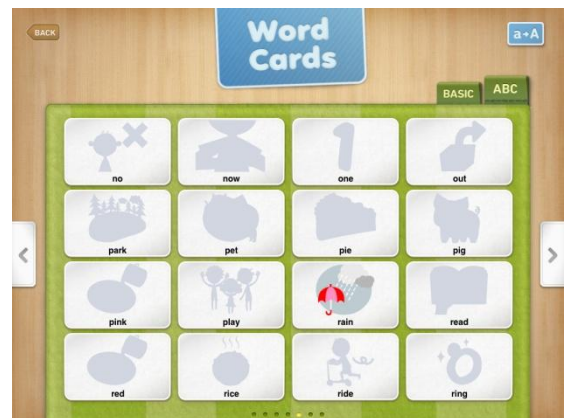 BACK
Word
Cards
a→A
BASIC
ABC
no
now
one
out
park
pet
pie
pig
pink
play
rain
read
red
rice
ride
ring